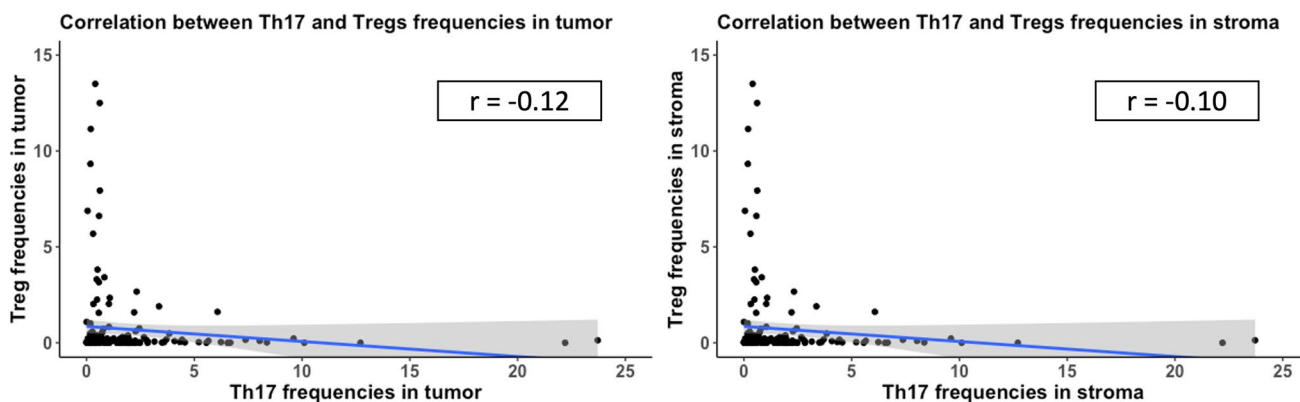 Correlation between Th17 and Tregs frequencies in tumor
Treg frequencies in tumor
15
10
5
0
r = -0.12
0 5 10 15 20 25
Th17 frequencies in tumor
Correlation between Th17 and Tregs frequencies in stroma
Treg frequencies in stroma
15
10
5
0
r = -0.10
0 5 10 15 20 25
Th17 frequencies in stroma